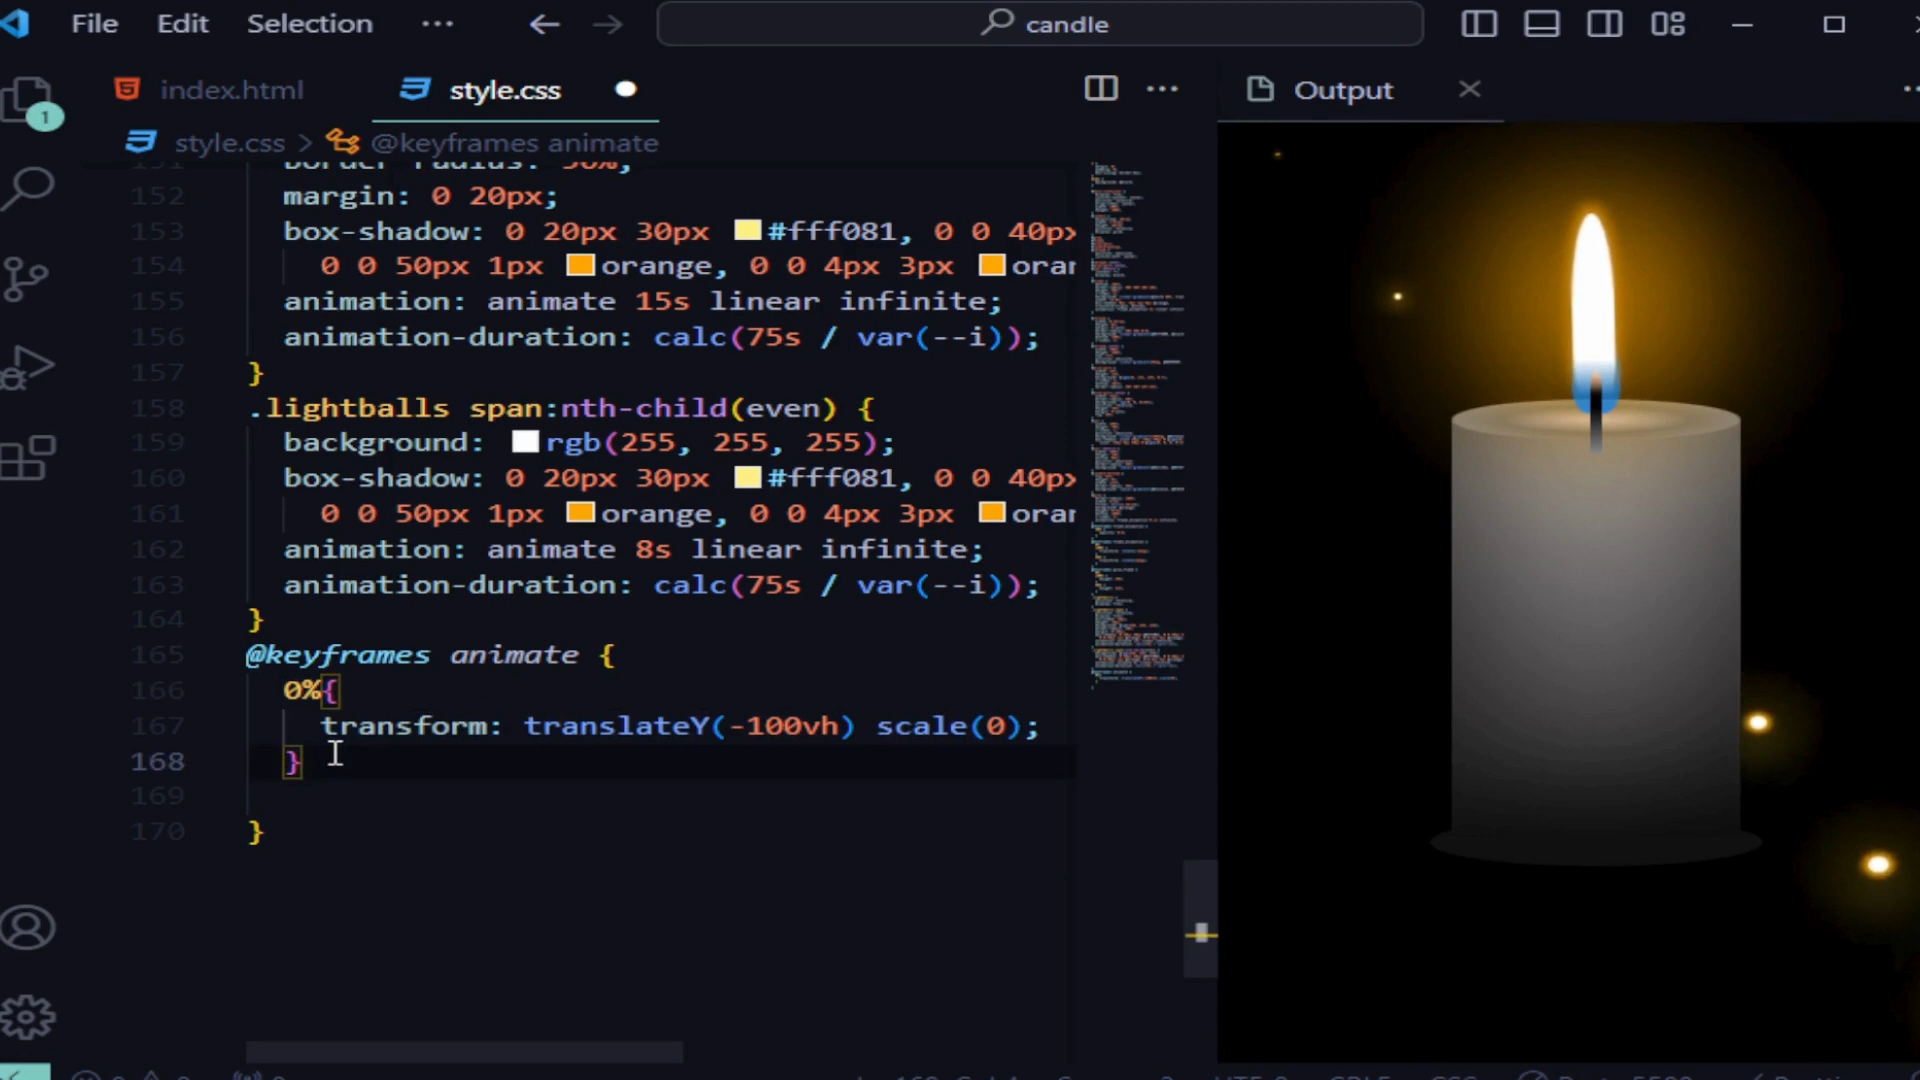 File Edit Selection ··· candle
index.html style.css Output
style.css > @keyframes animate
152 margin: 0 20px;
153 box-shadow: 0 20px 30px #fff081, 0 0 40px
154 0 0 50px 1px orange, 0 0 4px 3px oran
155 animation: animate 15s linear infinite;
156 animation-duration: calc(75s / var(--i));
157 }
158 .lightballs span:nth-child(even) {
159 background: rgb(255, 255, 255);
160 box-shadow: 0 20px 30px #fff081, 0 0 40px
161 0 0 50px 1px orange, 0 0 4px 3px oran
162 animation: animate 8s linear infinite;
163 animation-duration: calc(75s / var(--i));
164 }
165 @keyframes animate {
166 0%{
167 transform: translateY(-100vh) scale(0);
168 }
169
170 }
1